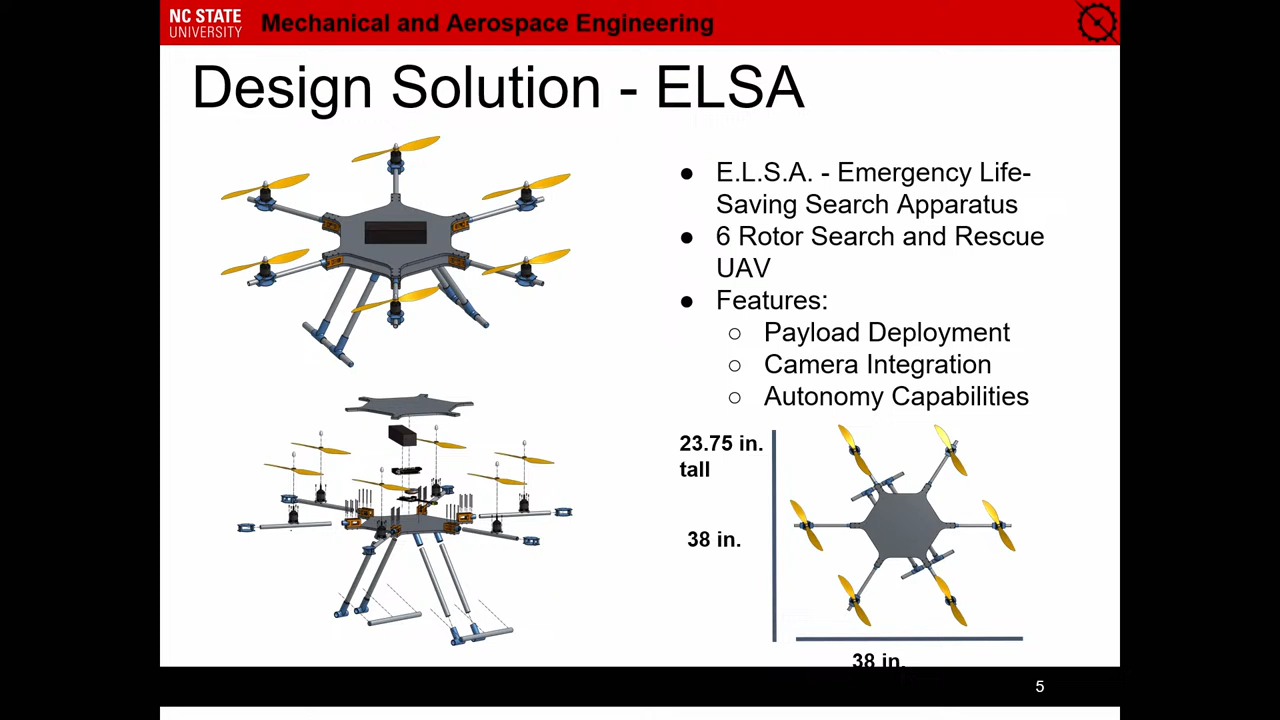 NC STATE
UNIVERSITY
Mechanical and Aerospace Engineering
Design Solution - ELSA
● E.L.S.A. - Emergency Life-
Saving Search Apparatus
● 6 Rotor Search and Rescue
UAV
● Features:
○ Payload Deployment
○ Camera Integration
○ Autonomy Capabilities
23.75 in.
tall
38 in.
38 in.
5